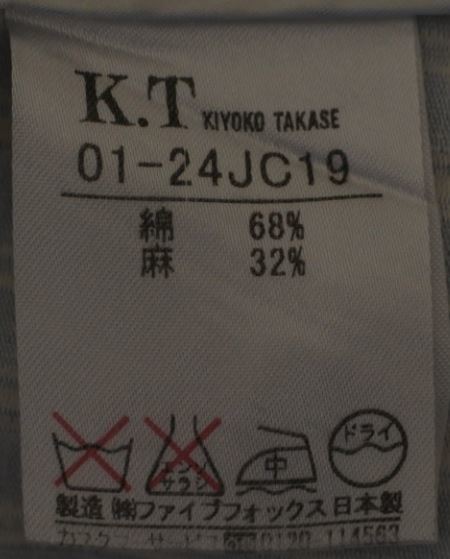 K.T KIYOKO TAKASE
01-24JC19
綿 68%
麻 32%
エンソ
サラシ
中
ドライ
製造 ㈱ファイブフォックス 日本製